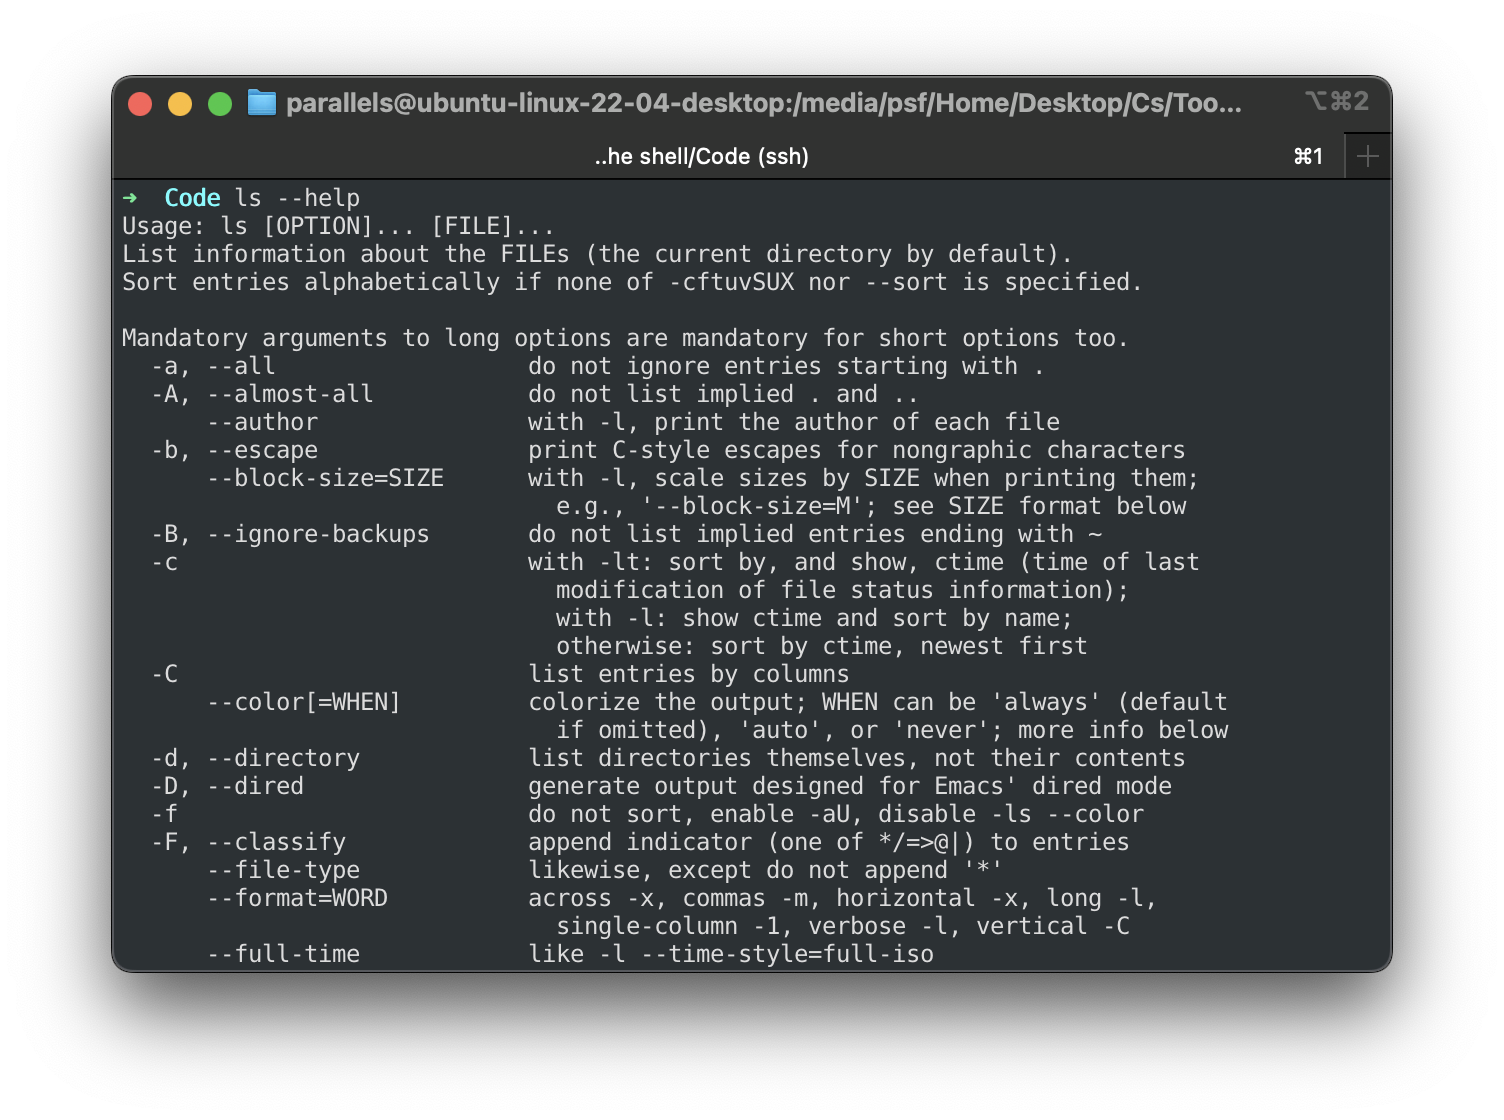 parallels@ubuntu-linux-22-04-desktop:/media/psf/Home/Desktop/Cs/Too... ⌥⌘2
..he shell/Code (ssh) ⌘1 +
➜  Code ls --help
Usage: ls [OPTION]... [FILE]...
List information about the FILEs (the current directory by default).
Sort entries alphabetically if none of -cftuvSUX nor --sort is specified.

Mandatory arguments to long options are mandatory for short options too.
  -a, --all                  do not ignore entries starting with .
  -A, --almost-all           do not list implied . and ..
      --author               with -l, print the author of each file
  -b, --escape               print C-style escapes for nongraphic characters
      --block-size=SIZE      with -l, scale sizes by SIZE when printing them;
                               e.g., '--block-size=M'; see SIZE format below
  -B, --ignore-backups       do not list implied entries ending with ~
  -c                         with -lt: sort by, and show, ctime (time of last
                               modification of file status information);
                               with -l: show ctime and sort by name;
                               otherwise: sort by ctime, newest first
  -C                         list entries by columns
      --color[=WHEN]         colorize the output; WHEN can be 'always' (default
                               if omitted), 'auto', or 'never'; more info below
  -d, --directory            list directories themselves, not their contents
  -D, --dired                generate output designed for Emacs' dired mode
  -f                         do not sort, enable -aU, disable -ls --color
  -F, --classify             append indicator (one of */=>@|) to entries
      --file-type            likewise, except do not append '*'
      --format=WORD          across -x, commas -m, horizontal -x, long -l,
                               single-column -1, verbose -l, vertical -C
      --full-time            like -l --time-style=full-iso